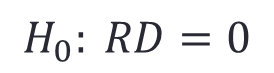 H₀: RD = 0